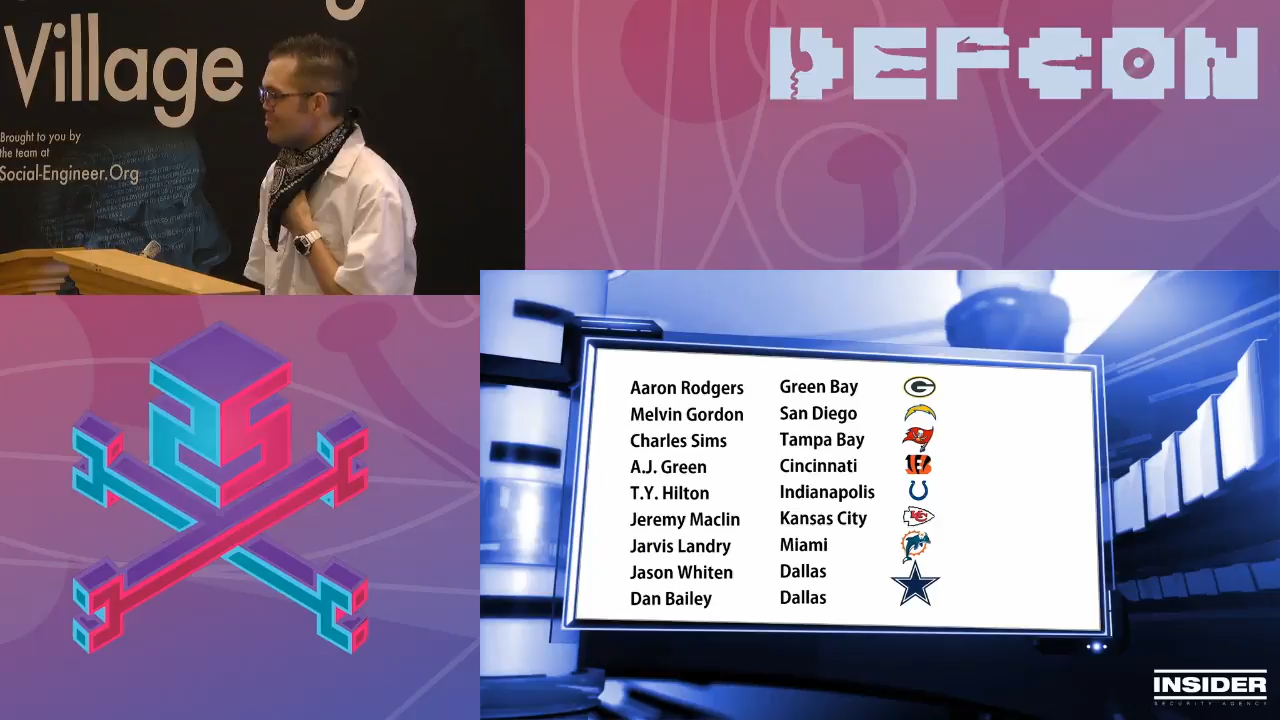 Village
Brought to you by
the team at
Social-Engineer.Org
DEFCON
Aaron Rodgers Green Bay
Melvin Gordon San Diego
Charles Sims Tampa Bay
A.J. Green Cincinnati
T.Y. Hilton Indianapolis
Jeremy Maclin Kansas City
Jarvis Landry Miami
Jason Whiten Dallas
Dan Bailey Dallas
INSIDER
SECURITY AGENCY